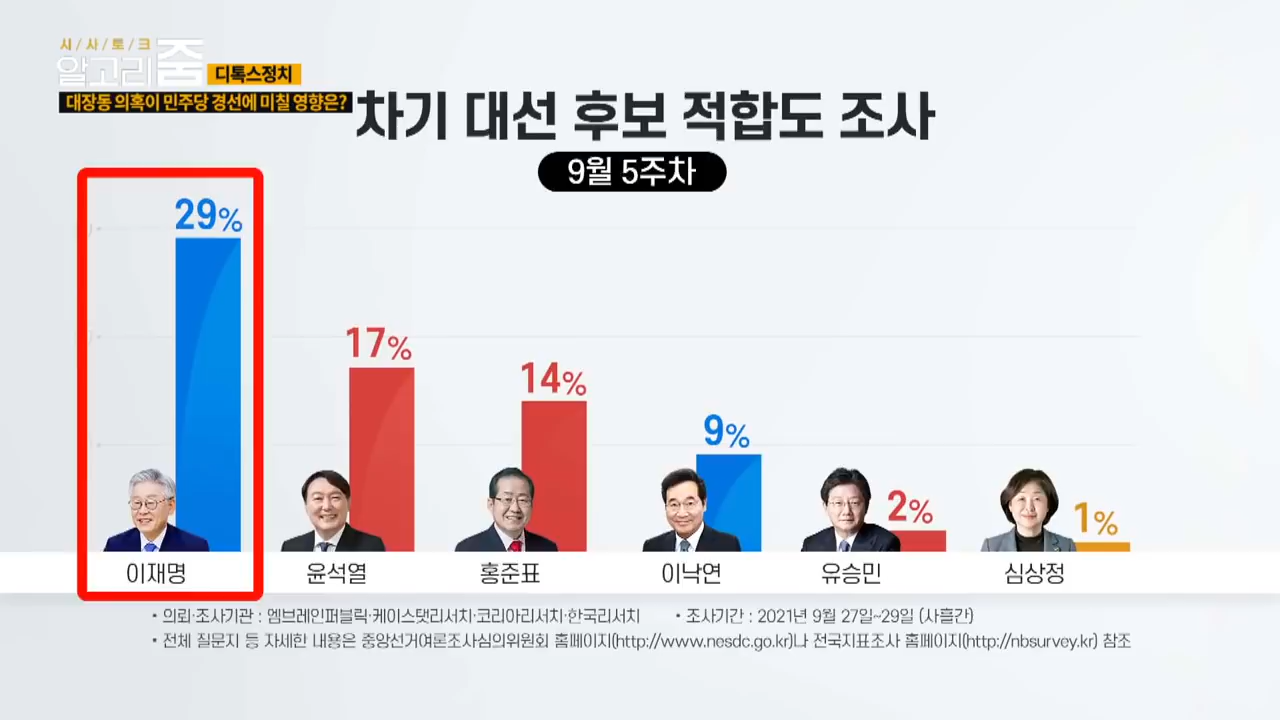 시/사/토/크
알고리줌 디톡스정치
대장동 의혹이 민주당 경선에 미칠 영향은?
차기 대선 후보 적합도 조사
9월 5주차
29%
17%
14%
9%
2%
1%
이재명
윤석열
홍준표
이낙연
유승민
심상정
• 의뢰·조사기관 : 엠브레인퍼블릭·케이스탯리서치·코리아리서치·한국리서치 • 조사기간 : 2021년 9월 27일~29일 (사흘간)
• 전체 질문지 등 자세한 내용은 중앙선거여론조사심의위원회 홈페이지(http://www.nesdc.go.kr)나 전국지표조사 홈페이지(http://nbsurvey.kr) 참조